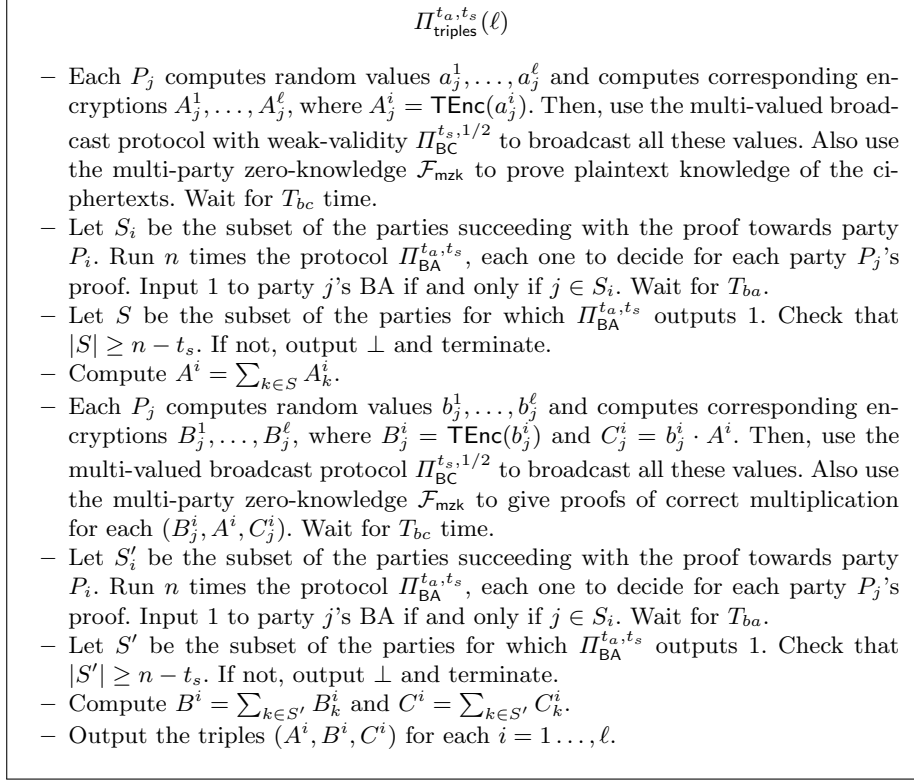 Π_triples^{t_a,t_s}(ℓ)
– Each P_j computes random values a_j^1, . . . , a_j^ℓ and computes corresponding en-
cryptions A_j^1, . . . , A_j^ℓ, where A_j^i = TEnc(a_j^i). Then, use the multi-valued broad-
cast protocol with weak-validity Π_BC^{t_s,1/2} to broadcast all these values. Also use
the multi-party zero-knowledge F_mzk to prove plaintext knowledge of the ci-
phertexts. Wait for T_bc time.
– Let S_i be the subset of the parties succeeding with the proof towards party
P_i. Run n times the protocol Π_BA^{t_a,t_s}, each one to decide for each party P_j's
proof. Input 1 to party j's BA if and only if j ∈ S_i. Wait for T_ba.
– Let S be the subset of the parties for which Π_BA^{t_a,t_s} outputs 1. Check that
|S| ≥ n − t_s. If not, output ⊥ and terminate.
– Compute A^i = ∑_{k∈S} A_k^i.
– Each P_j computes random values b_j^1, . . . , b_j^ℓ and computes corresponding en-
cryptions B_j^1, . . . , B_j^ℓ, where B_j^i = TEnc(b_j^i) and C_j^i = b_j^i · A^i. Then, use the
multi-valued broadcast protocol Π_BC^{t_s,1/2} to broadcast all these values. Also use
the multi-party zero-knowledge F_mzk to give proofs of correct multiplication
for each (B_j^i, A^i, C_j^i). Wait for T_bc time.
– Let S'_i be the subset of the parties succeeding with the proof towards party
P_i. Run n times the protocol Π_BA^{t_a,t_s}, each one to decide for each party P_j's
proof. Input 1 to party j's BA if and only if j ∈ S_i. Wait for T_ba.
– Let S' be the subset of the parties for which Π_BA^{t_a,t_s} outputs 1. Check that
|S'| ≥ n − t_s. If not, output ⊥ and terminate.
– Compute B^i = ∑_{k∈S'} B_k^i and C^i = ∑_{k∈S'} C_k^i.
– Output the triples (A^i, B^i, C^i) for each i = 1 . . . , ℓ.